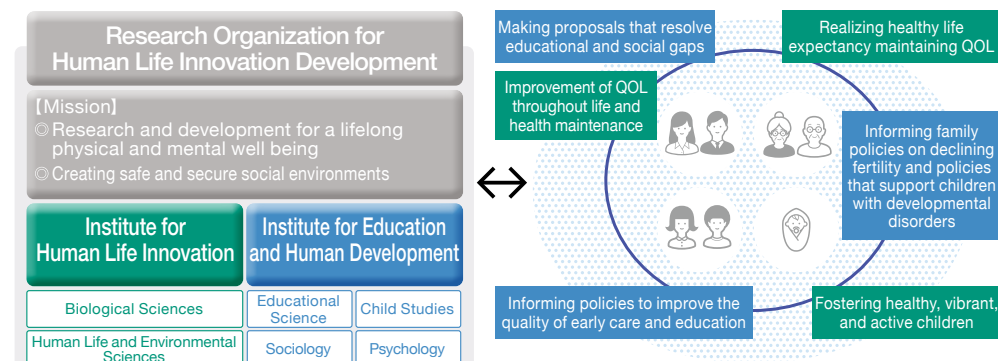 Research Organization for
Human Life Innovation Development
【Mission】
◎Research and development for a lifelong
physical and mental well being
◎Creating safe and secure social environments
Institute for
Human Life Innovation
Institute for Education
and Human Development
Biological Sciences
Educational
Science
Child Studies
Human Life and Environmental
Sciences
Sociology
Psychology
Making proposals that resolve
educational and social gaps
Realizing healthy life
expectancy maintaining QOL
Improvement of QOL
throughout life and
health maintenance
Informing family
policies on declining
fertility and policies
that support children
with developmental
disorders
Informing policies to improve the
quality of early care and education
Fostering healthy, vibrant,
and active children